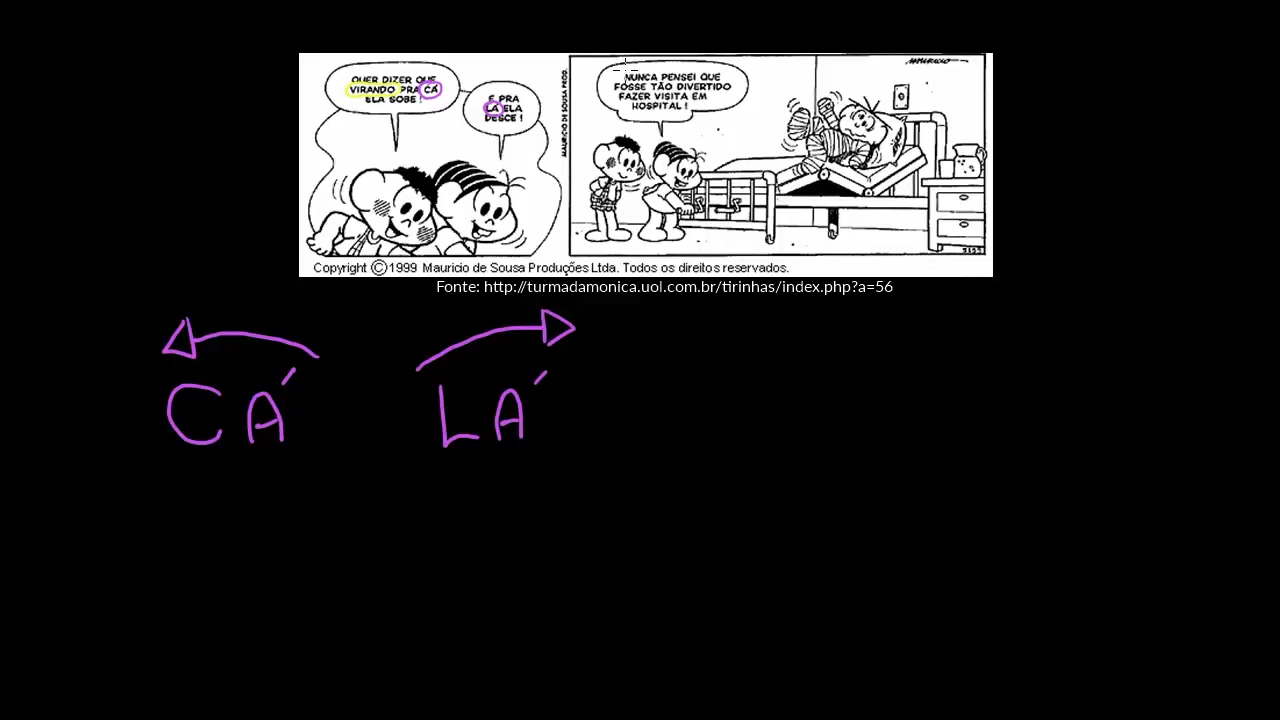 QUER DIZER QUE
VIRANDO PRA CÁ
ELA SOBE!
E PRA
LÁ ELA
DESCE!
MAURICIO DE SOUSA PROD.
NUNCA PENSEI QUE
FOSSE TÃO DIVERTIDO
FAZER VISITA EM
HOSPITAL!
MAURICIO
Copyright ©1999 Mauricio de Sousa Produções Ltda. Todos os direitos reservados.
Fonte: http://turmadamonica.uol.com.br/tirinhas/index.php?a=56
CÁ LÁ